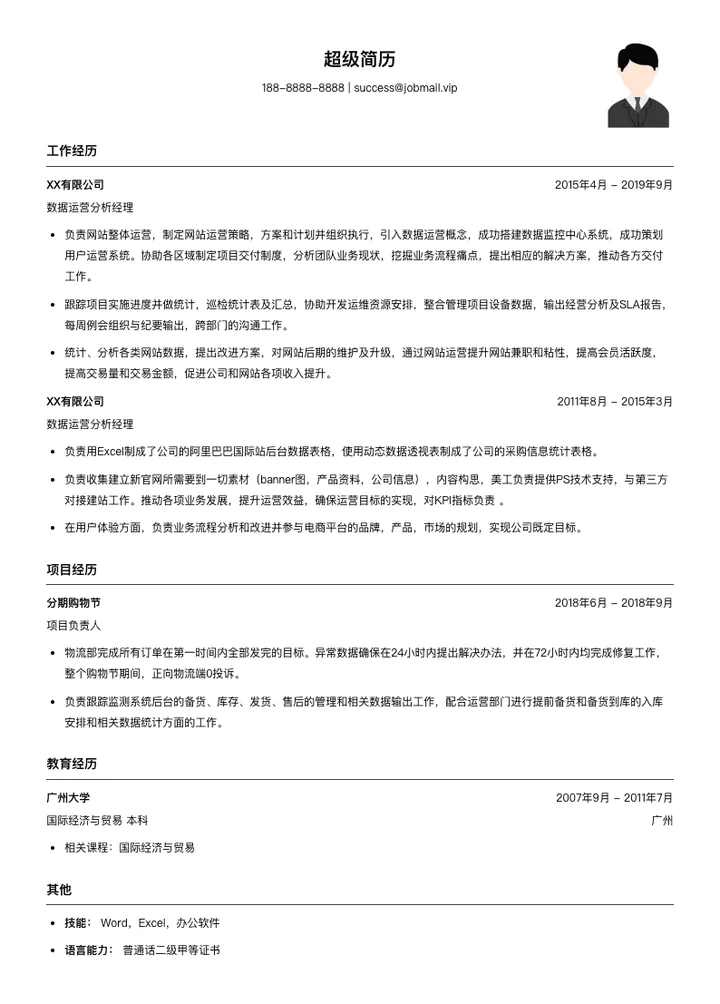 超级简历
188-8888-8888 | success@jobmail.vip
工作经历
XX有限公司 2015年4月 – 2019年9月
数据运营分析经理
• 负责网站整体运营，制定网站运营策略，方案和计划并组织执行，引入数据运营概念，成功搭建数据监控中心系统，成功策划
用户运营系统。协助各区域制定项目交付制度，分析团队业务现状，挖掘业务流程痛点，提出相应的解决方案，推动各方交付
工作。
• 跟踪项目实施进度并做统计，巡检统计表及汇总，协助开发运维资源安排，整合管理项目设备数据，输出经营分析及SLA报告，
每周例会组织与纪要输出，跨部门的沟通工作。
• 统计、分析各类网站数据，提出改进方案，对网站后期的维护及升级，通过网站运营提升网站兼职和粘性，提高会员活跃度，
提高交易量和交易金额，促进公司和网站各项收入提升。
XX有限公司 2011年8月 – 2015年3月
数据运营分析经理
• 负责用Excel制成了公司的阿里巴巴国际站后台数据表格，使用动态数据透视表制成了公司的采购信息统计表格。
• 负责收集建立新官网所需要到一切素材（banner图，产品资料，公司信息），内容构思，美工负责提供PS技术支持，与第三方
对接建站工作。推动各项业务发展，提升运营效益，确保运营目标的实现，对KPI指标负责 。
• 在用户体验方面，负责业务流程分析和改进并参与电商平台的品牌，产品，市场的规划，实现公司既定目标。
项目经历
分期购物节 2018年6月 – 2018年9月
项目负责人
• 物流部完成所有订单在第一时间内全部发完的目标。异常数据确保在24小时内提出解决办法，并在72小时内均完成修复工作，
整个购物节期间，正向物流端0投诉。
• 负责跟踪监测系统后台的备货、库存、发货、售后的管理和相关数据输出工作，配合运营部门进行提前备货和备货到库的入库
安排和相关数据统计方面的工作。
教育经历
广州大学 2007年9月 – 2011年7月
国际经济与贸易 本科 广州
• 相关课程：国际经济与贸易
其他
• 技能： Word，Excel，办公软件
• 语言能力： 普通话二级甲等证书